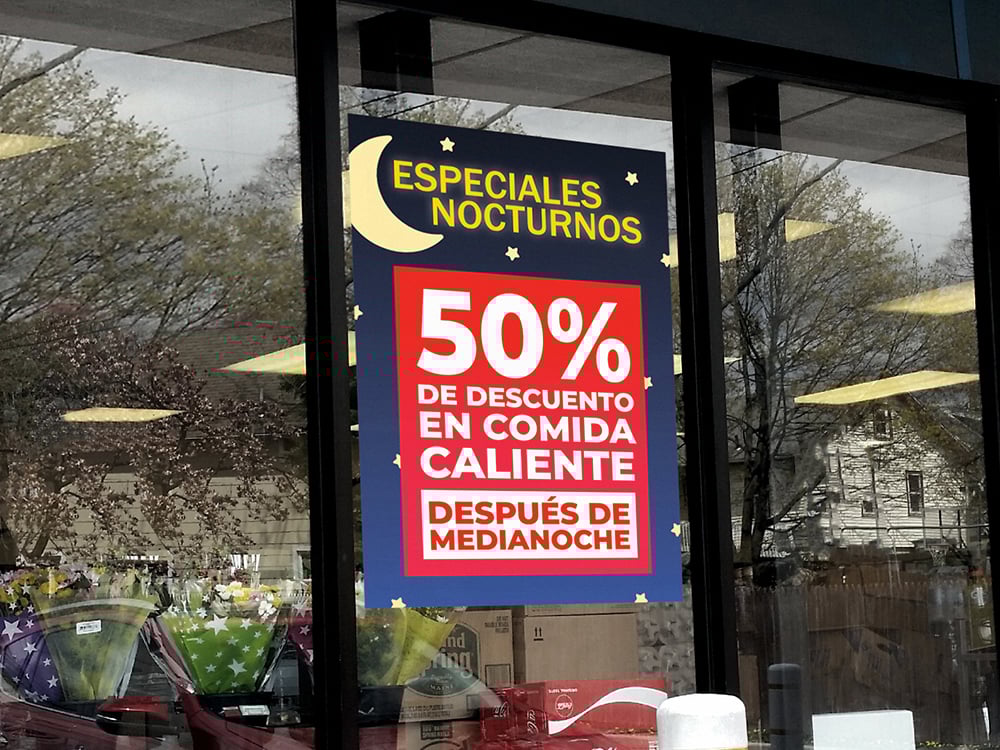 ESPECIALES
NOCTURNOS
50%
DE DESCUENTO
EN COMIDA
CALIENTE
DESPUÉS DE
MEDIANOCHE